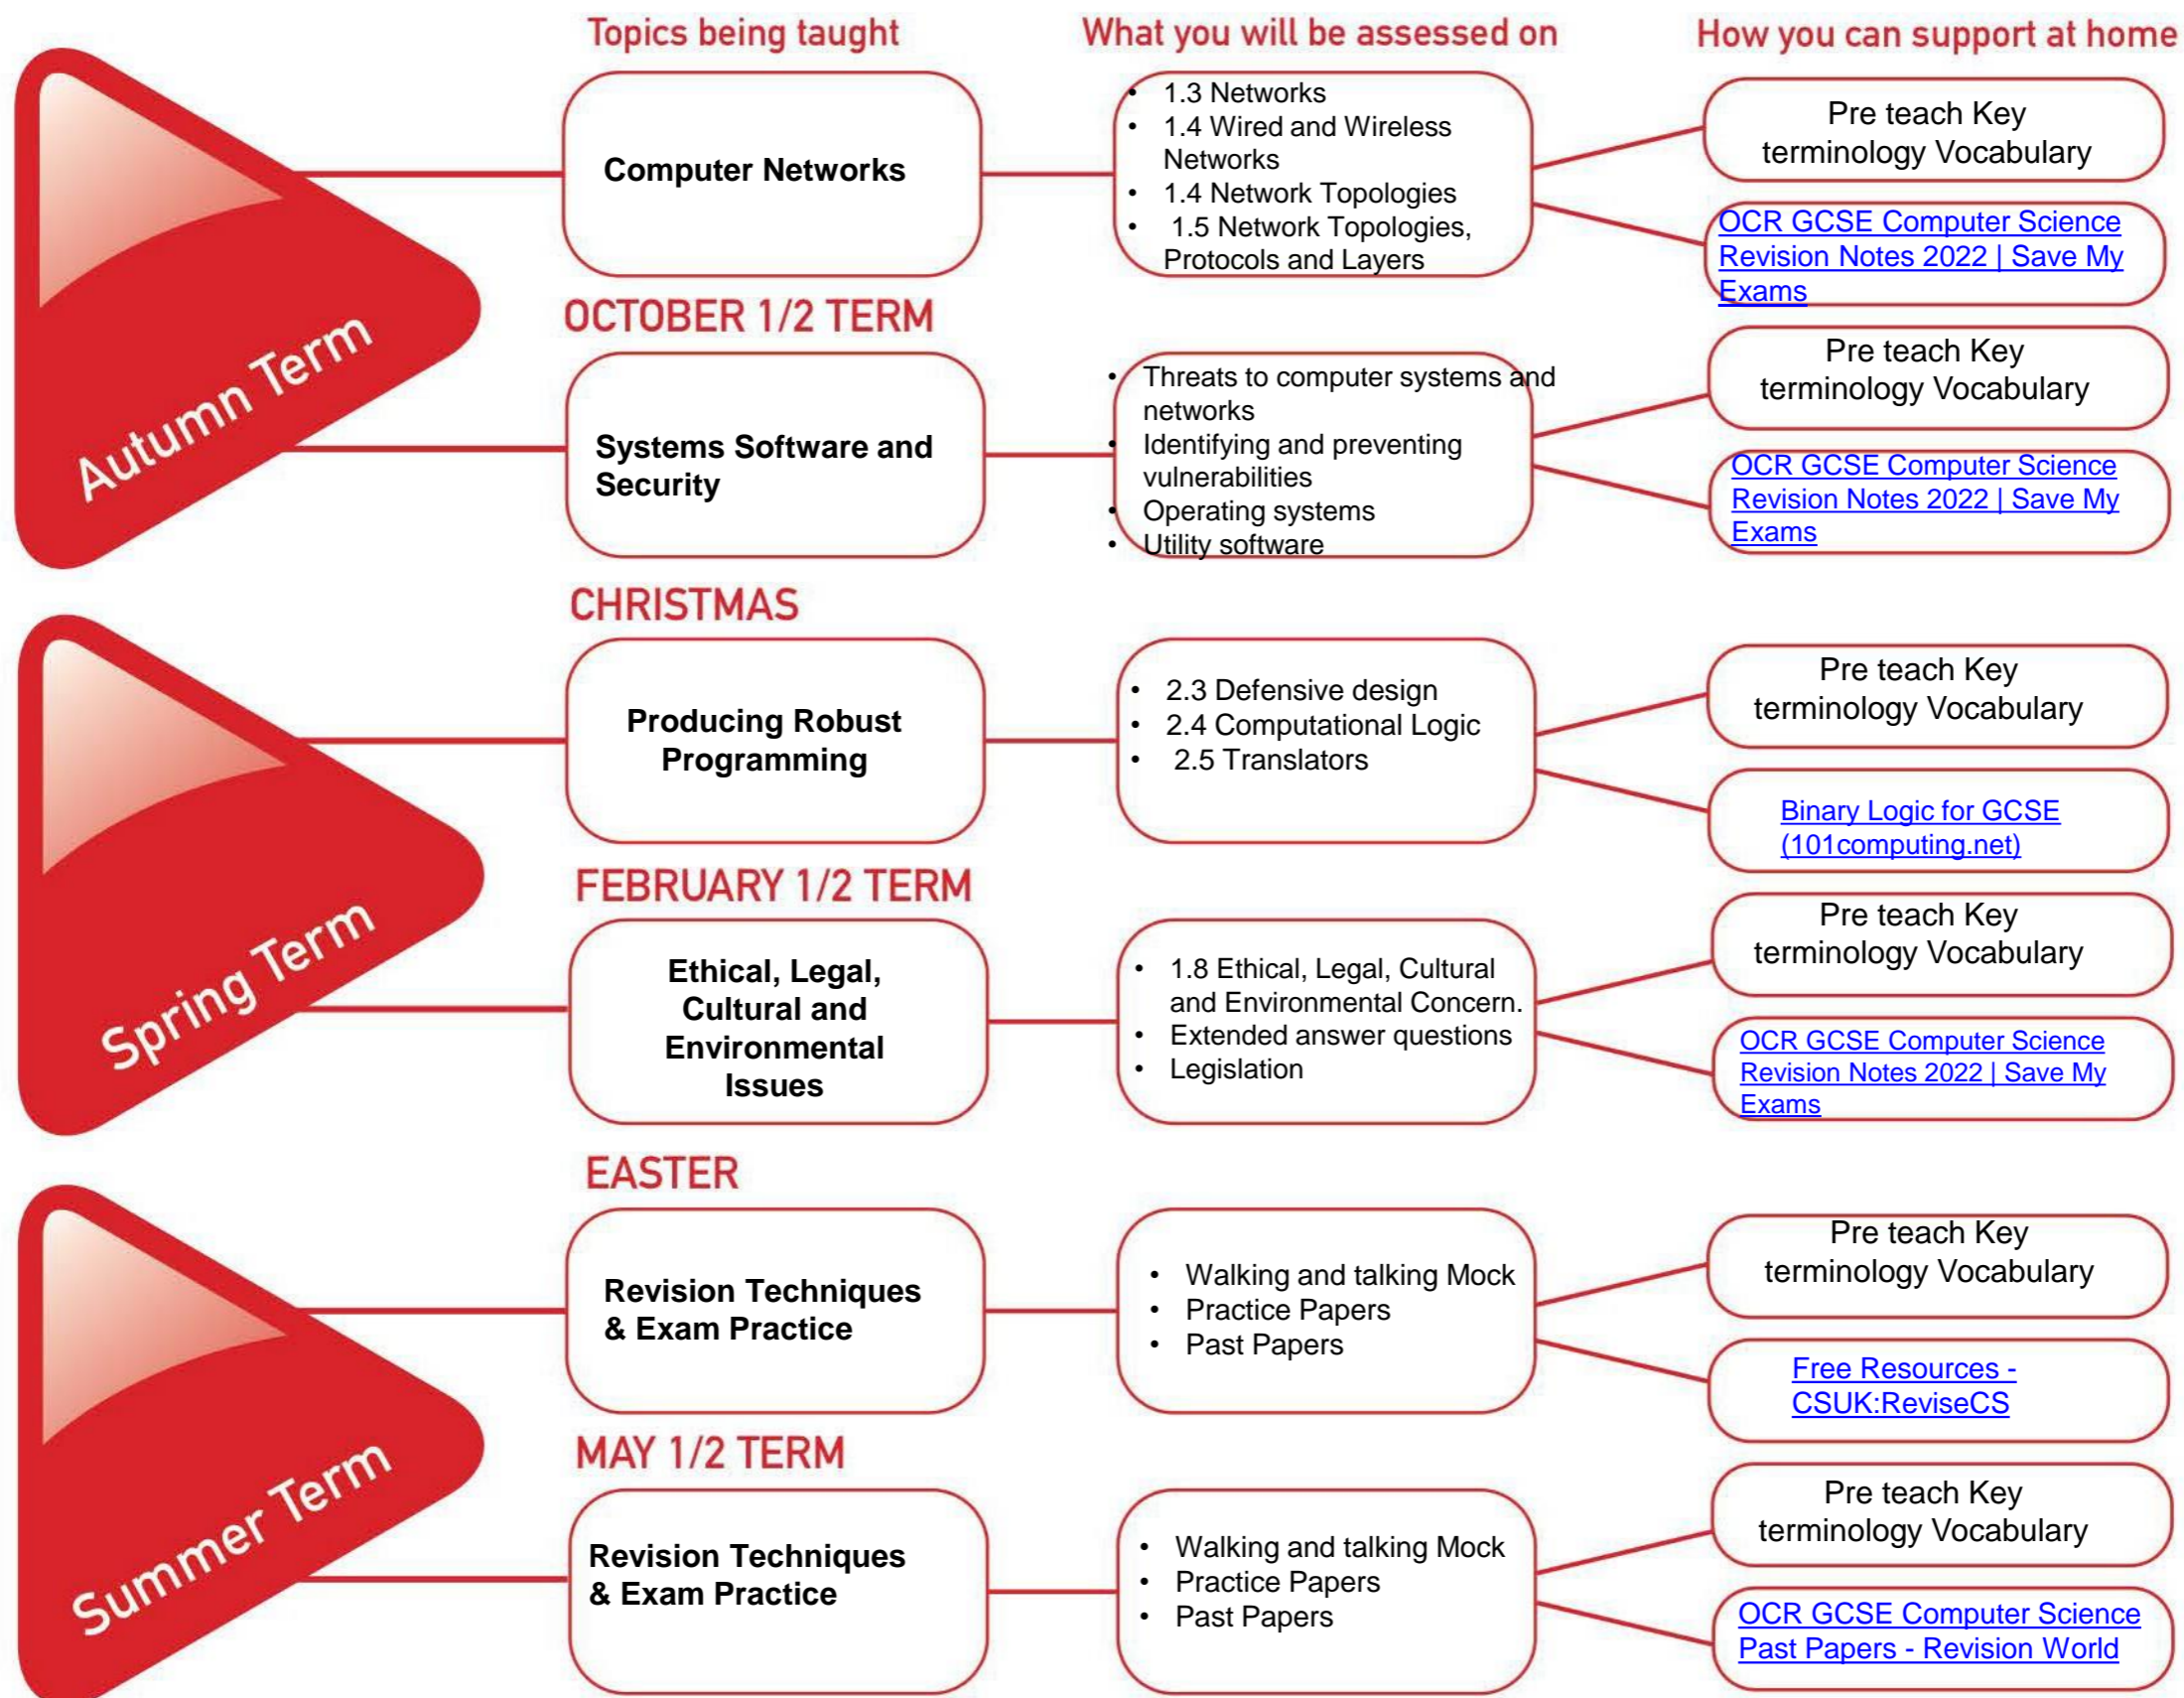 Topics being taught
What you will be assessed on
How you can support at home
Autumn Term
Computer Networks
• 1.3 Networks
• 1.4 Wired and Wireless
Networks
• 1.4 Network Topologies
• 1.5 Network Topologies,
Protocols and Layers
Pre teach Key
terminology Vocabulary
OCR GCSE Computer Science
Revision Notes 2022 | Save My
Exams
OCTOBER 1/2 TERM
Systems Software and
Security
• Threats to computer systems and
networks
• Identifying and preventing
vulnerabilities
• Operating systems
• Utility software
Pre teach Key
terminology Vocabulary
OCR GCSE Computer Science
Revision Notes 2022 | Save My
Exams
CHRISTMAS
Spring Term
Producing Robust
Programming
• 2.3 Defensive design
• 2.4 Computational Logic
• 2.5 Translators
Pre teach Key
terminology Vocabulary
Binary Logic for GCSE
(101computing.net)
FEBRUARY 1/2 TERM
Ethical, Legal,
Cultural and
Environmental
Issues
• 1.8 Ethical, Legal, Cultural
and Environmental Concern.
• Extended answer questions
• Legislation
Pre teach Key
terminology Vocabulary
OCR GCSE Computer Science
Revision Notes 2022 | Save My
Exams
EASTER
Summer Term
Revision Techniques
& Exam Practice
• Walking and talking Mock
• Practice Papers
• Past Papers
Pre teach Key
terminology Vocabulary
Free Resources -
CSUK:ReviseCS
MAY 1/2 TERM
Revision Techniques
& Exam Practice
• Walking and talking Mock
• Practice Papers
• Past Papers
Pre teach Key
terminology Vocabulary
OCR GCSE Computer Science
Past Papers - Revision World